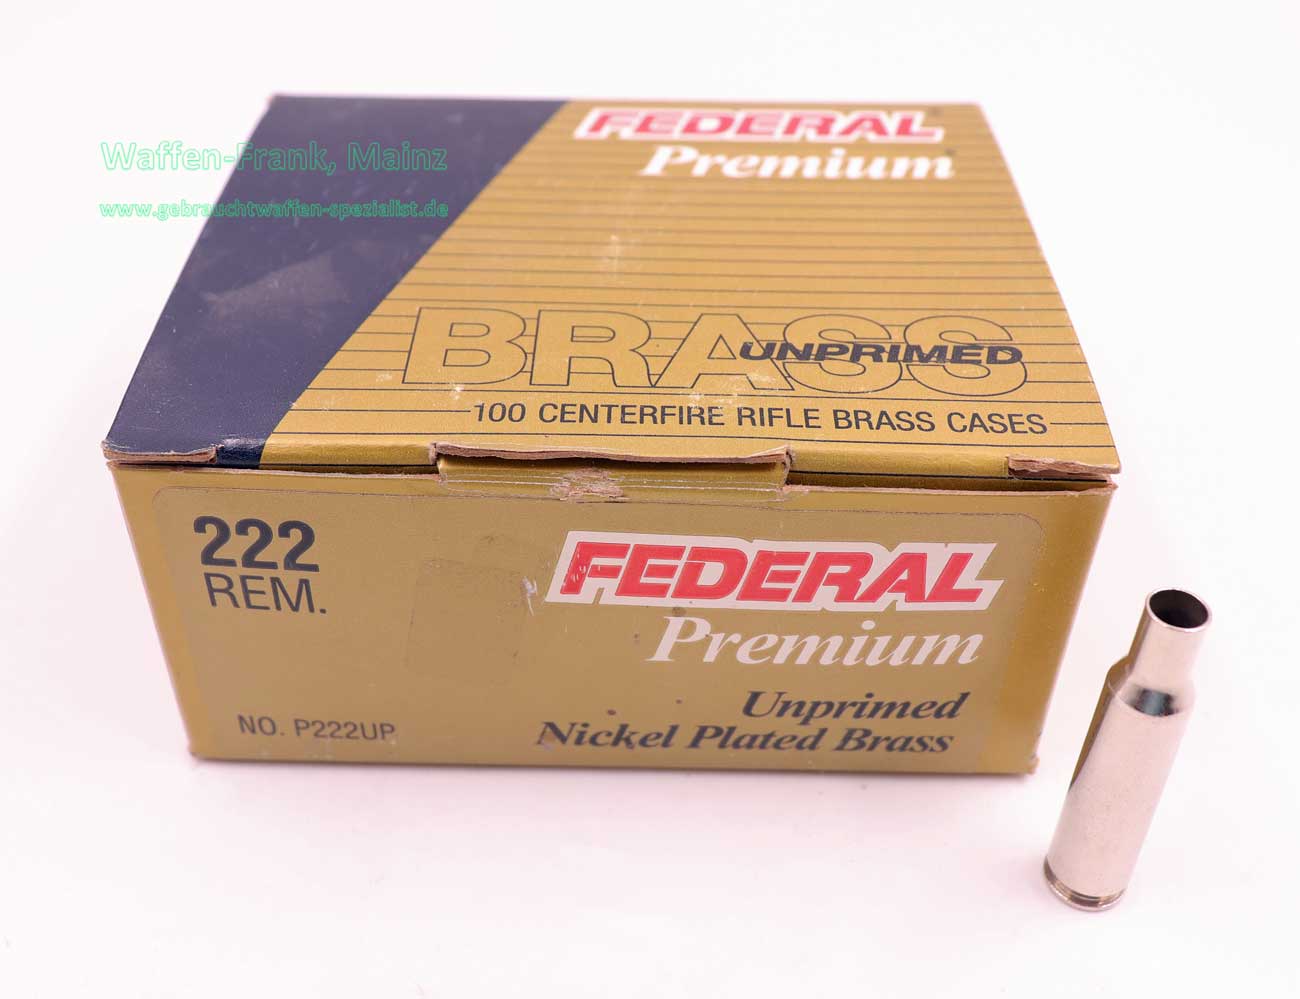 FEDERAL
Premium
Waffen-Frank, Mainz
www.gebrauchtwaffen-spezialist.de
BRASS
UNPRIMED
100 CENTERFIRE RIFLE BRASS CASES
222
REM.
FEDERAL
Premium
Unprimed
Nickel Plated Brass
NO. P222UP